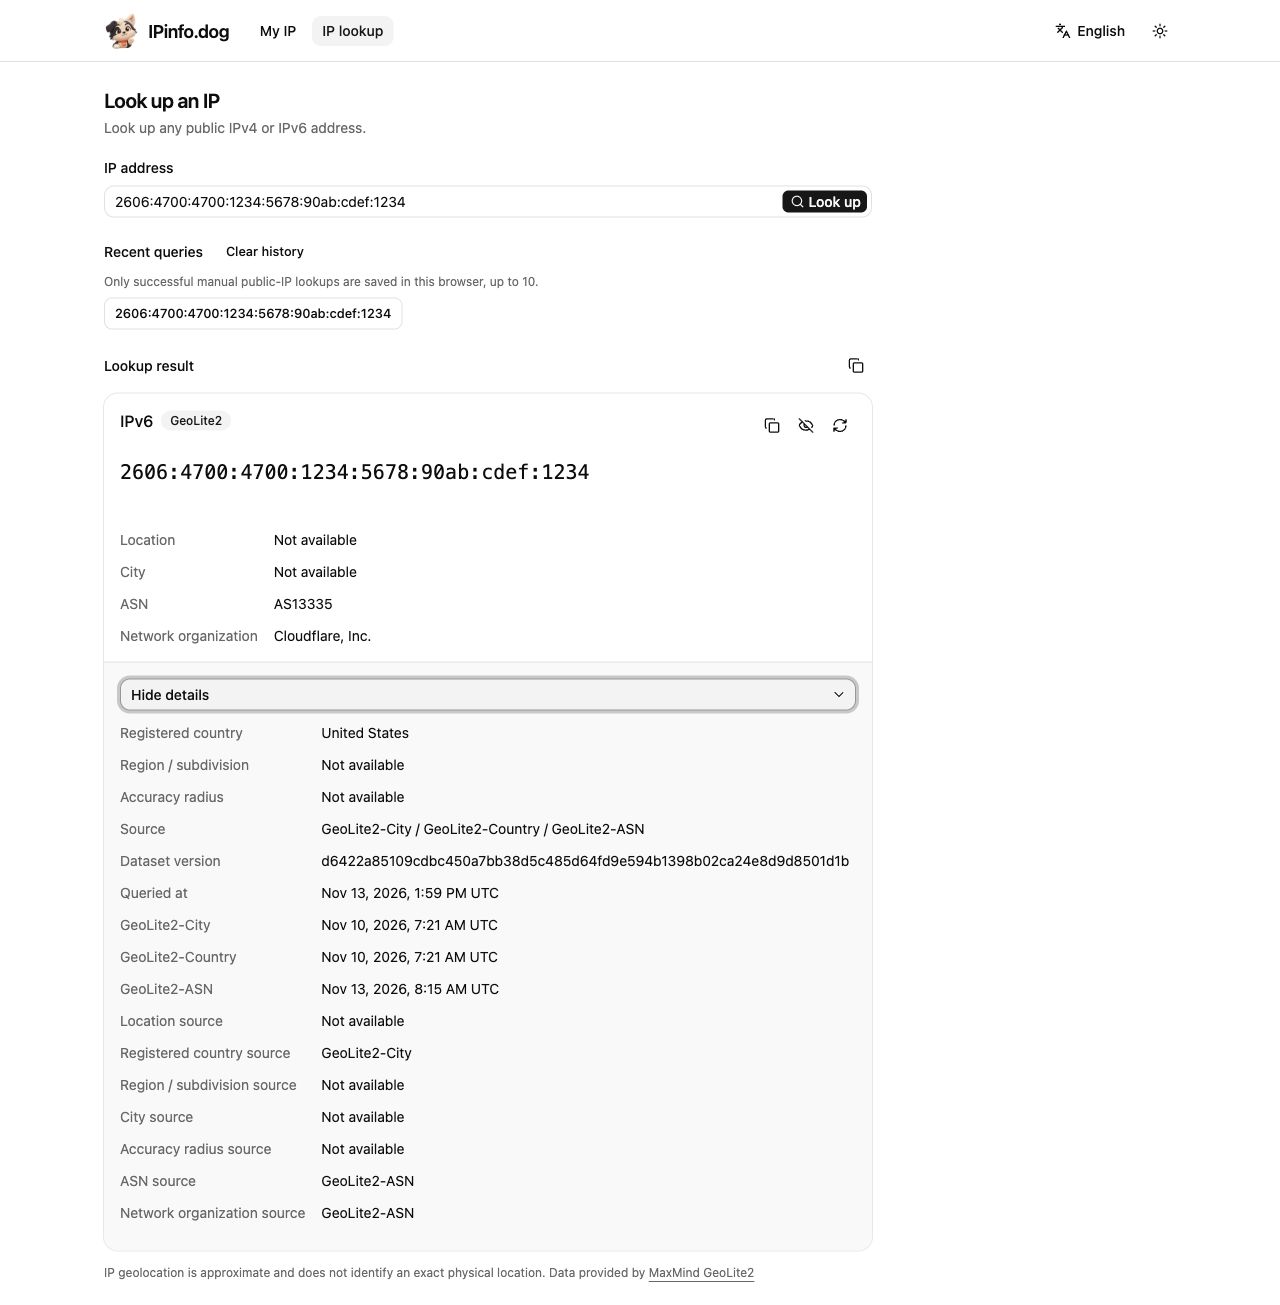 IPinfo.dog My IP IP lookup English
Look up an IP
Look up any public IPv4 or IPv6 address.
IP address
2606:4700:4700:1234:5678:90ab:cdef:1234 Look up
Recent queries Clear history
Only successful manual public-IP lookups are saved in this browser, up to 10.
2606:4700:4700:1234:5678:90ab:cdef:1234
Lookup result
IPv6 GeoLite2
2606:4700:4700:1234:5678:90ab:cdef:1234
Location Not available
City Not available
ASN AS13335
Network organization Cloudflare, Inc.
Hide details
Registered country United States
Region / subdivision Not available
Accuracy radius Not available
Source GeoLite2-City / GeoLite2-Country / GeoLite2-ASN
Dataset version d6422a85109cdbc450a7bb38d5c485d64fd9e594b1398b02ca24e8d9d8501d1b
Queried at Nov 13, 2026, 1:59 PM UTC
GeoLite2-City Nov 10, 2026, 7:21 AM UTC
GeoLite2-Country Nov 10, 2026, 7:21 AM UTC
GeoLite2-ASN Nov 13, 2026, 8:15 AM UTC
Location source Not available
Registered country source GeoLite2-City
Region / subdivision source Not available
City source Not available
Accuracy radius source Not available
ASN source GeoLite2-ASN
Network organization source GeoLite2-ASN
IP geolocation is approximate and does not identify an exact physical location. Data provided by MaxMind GeoLite2